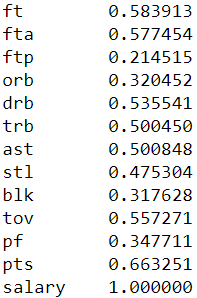 ft 0.583913
fta 0.577454
ftp 0.214515
orb 0.320452
drb 0.535541
trb 0.500450
ast 0.500848
stl 0.475304
blk 0.317628
tov 0.557271
pf 0.347711
pts 0.663251
salary 1.000000